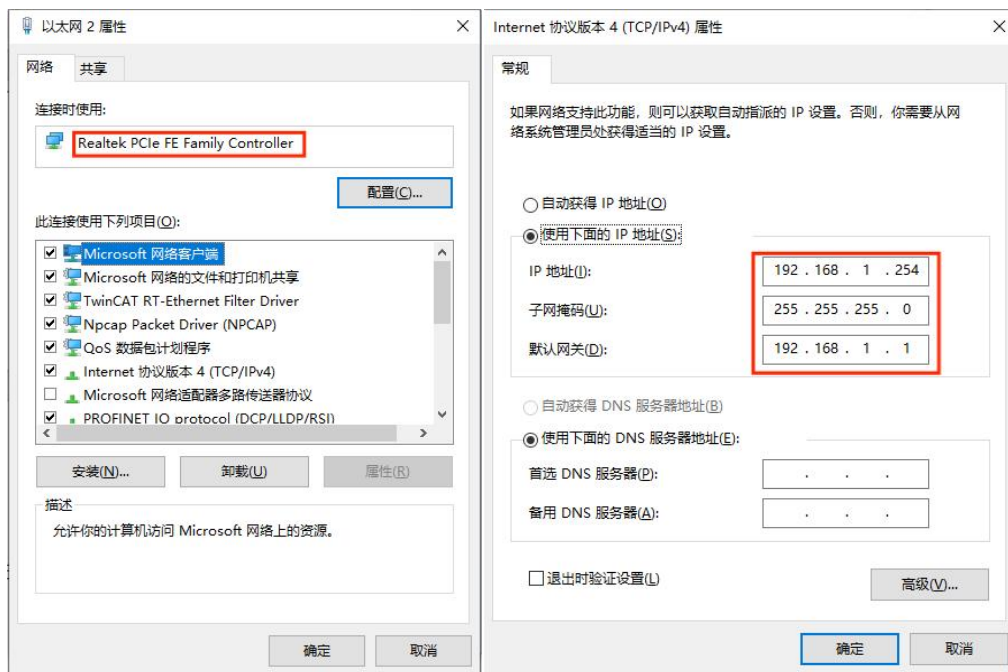 以太网 2 属性
网络
共享
连接时使用:
Realtek PCIe FE Family Controller
配置(C)...
此连接使用下列项目(O):
Microsoft 网络客户端
Microsoft 网络的文件和打印机共享
TwinCAT RT-Ethernet Filter Driver
Npcap Packet Driver (NPCAP)
QoS 数据包计划程序
Internet 协议版本 4 (TCP/IPv4)
Microsoft 网络适配器多路传送器协议
PROFINET IO protocol (DCP/LLDP/RSI)
安装(N)...
卸载(U)
属性(R)
描述
允许你的计算机访问 Microsoft 网络上的资源。
确定
取消
Internet 协议版本 4 (TCP/IPv4) 属性
常规
如果网络支持此功能，则可以获取自动指派的 IP 设置。否则，你需要从网
络系统管理员处获得适当的 IP 设置。
自动获得 IP 地址(O)
使用下面的 IP 地址(S):
IP 地址(I):
192 . 168 . 1 . 254
子网掩码(U):
255 . 255 . 255 . 0
默认网关(D):
192 . 168 . 1 . 1
自动获得 DNS 服务器地址(B)
使用下面的 DNS 服务器地址(E):
首选 DNS 服务器(P):
备用 DNS 服务器(A):
退出时验证设置(L)
高级(V)...
确定
取消